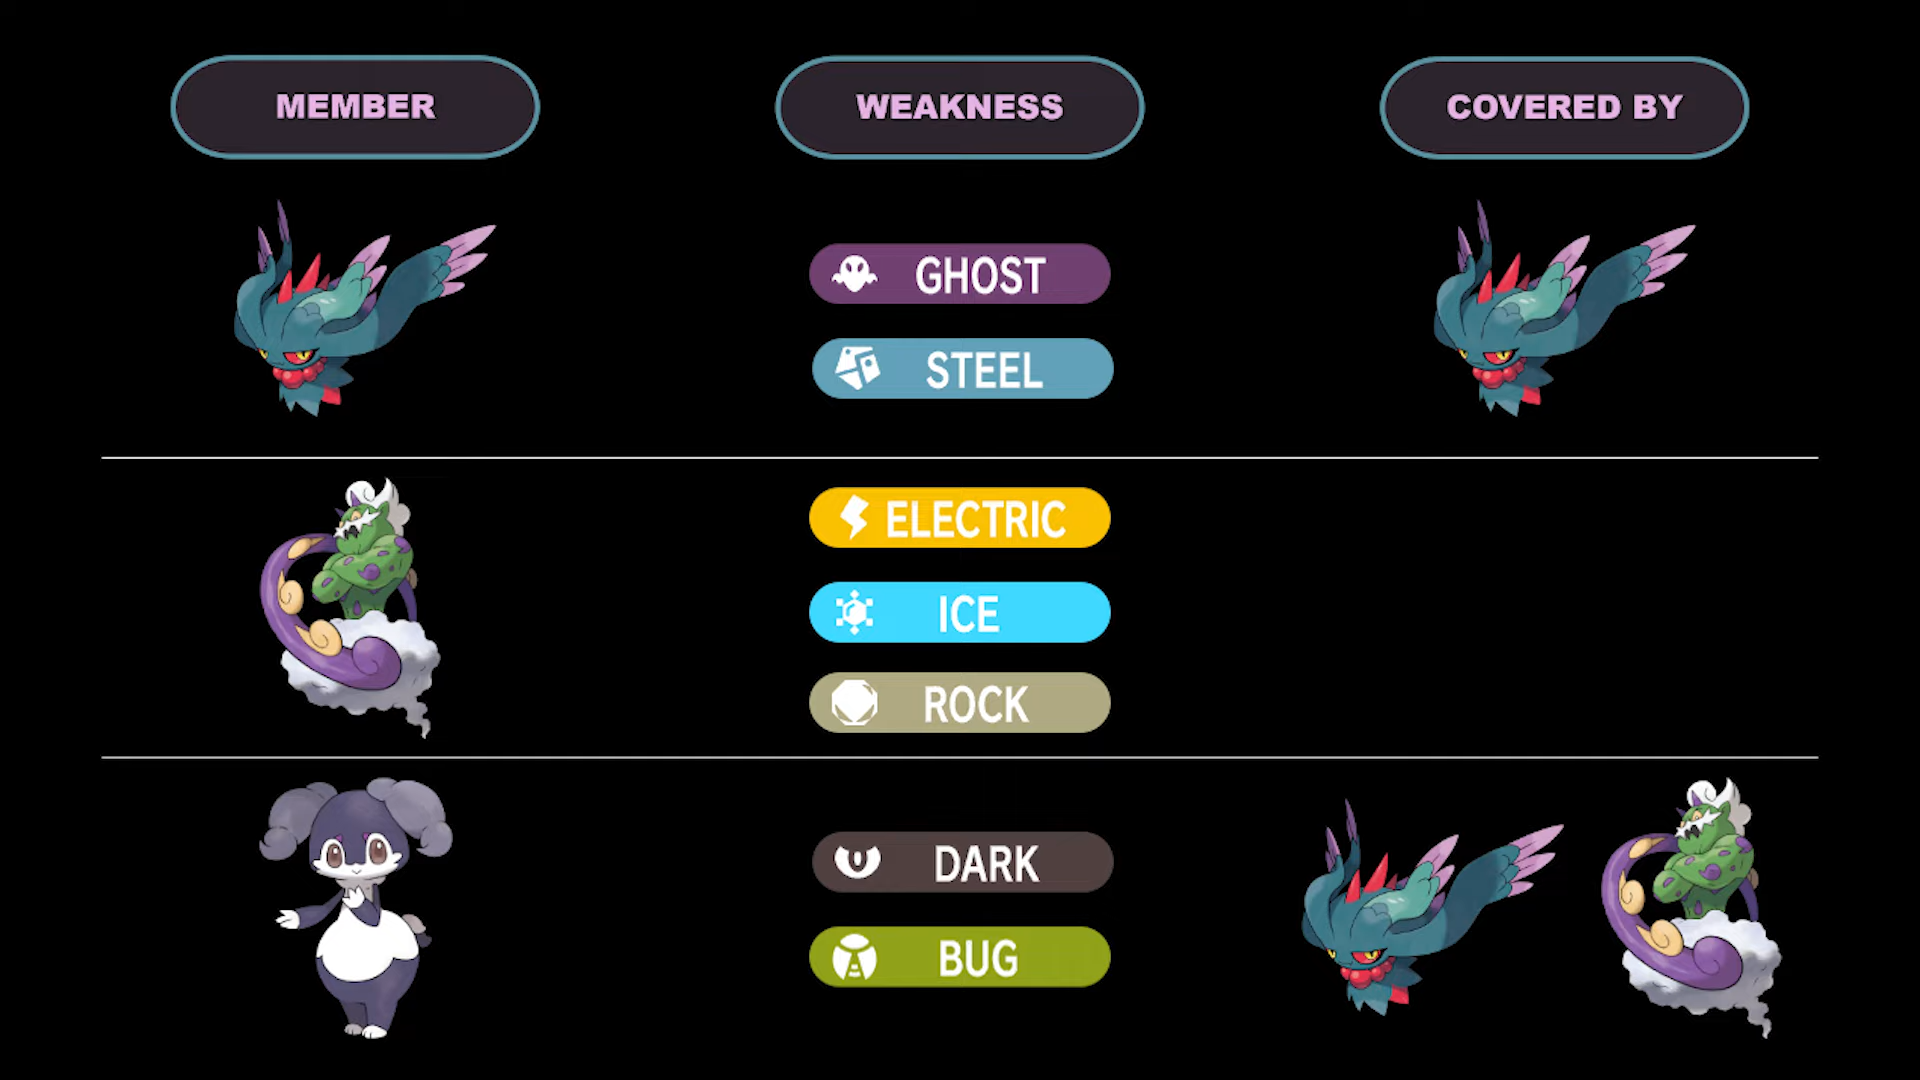 MEMBER
WEAKNESS
COVERED BY
GHOST
STEEL
ELECTRIC
ICE
ROCK
DARK
BUG